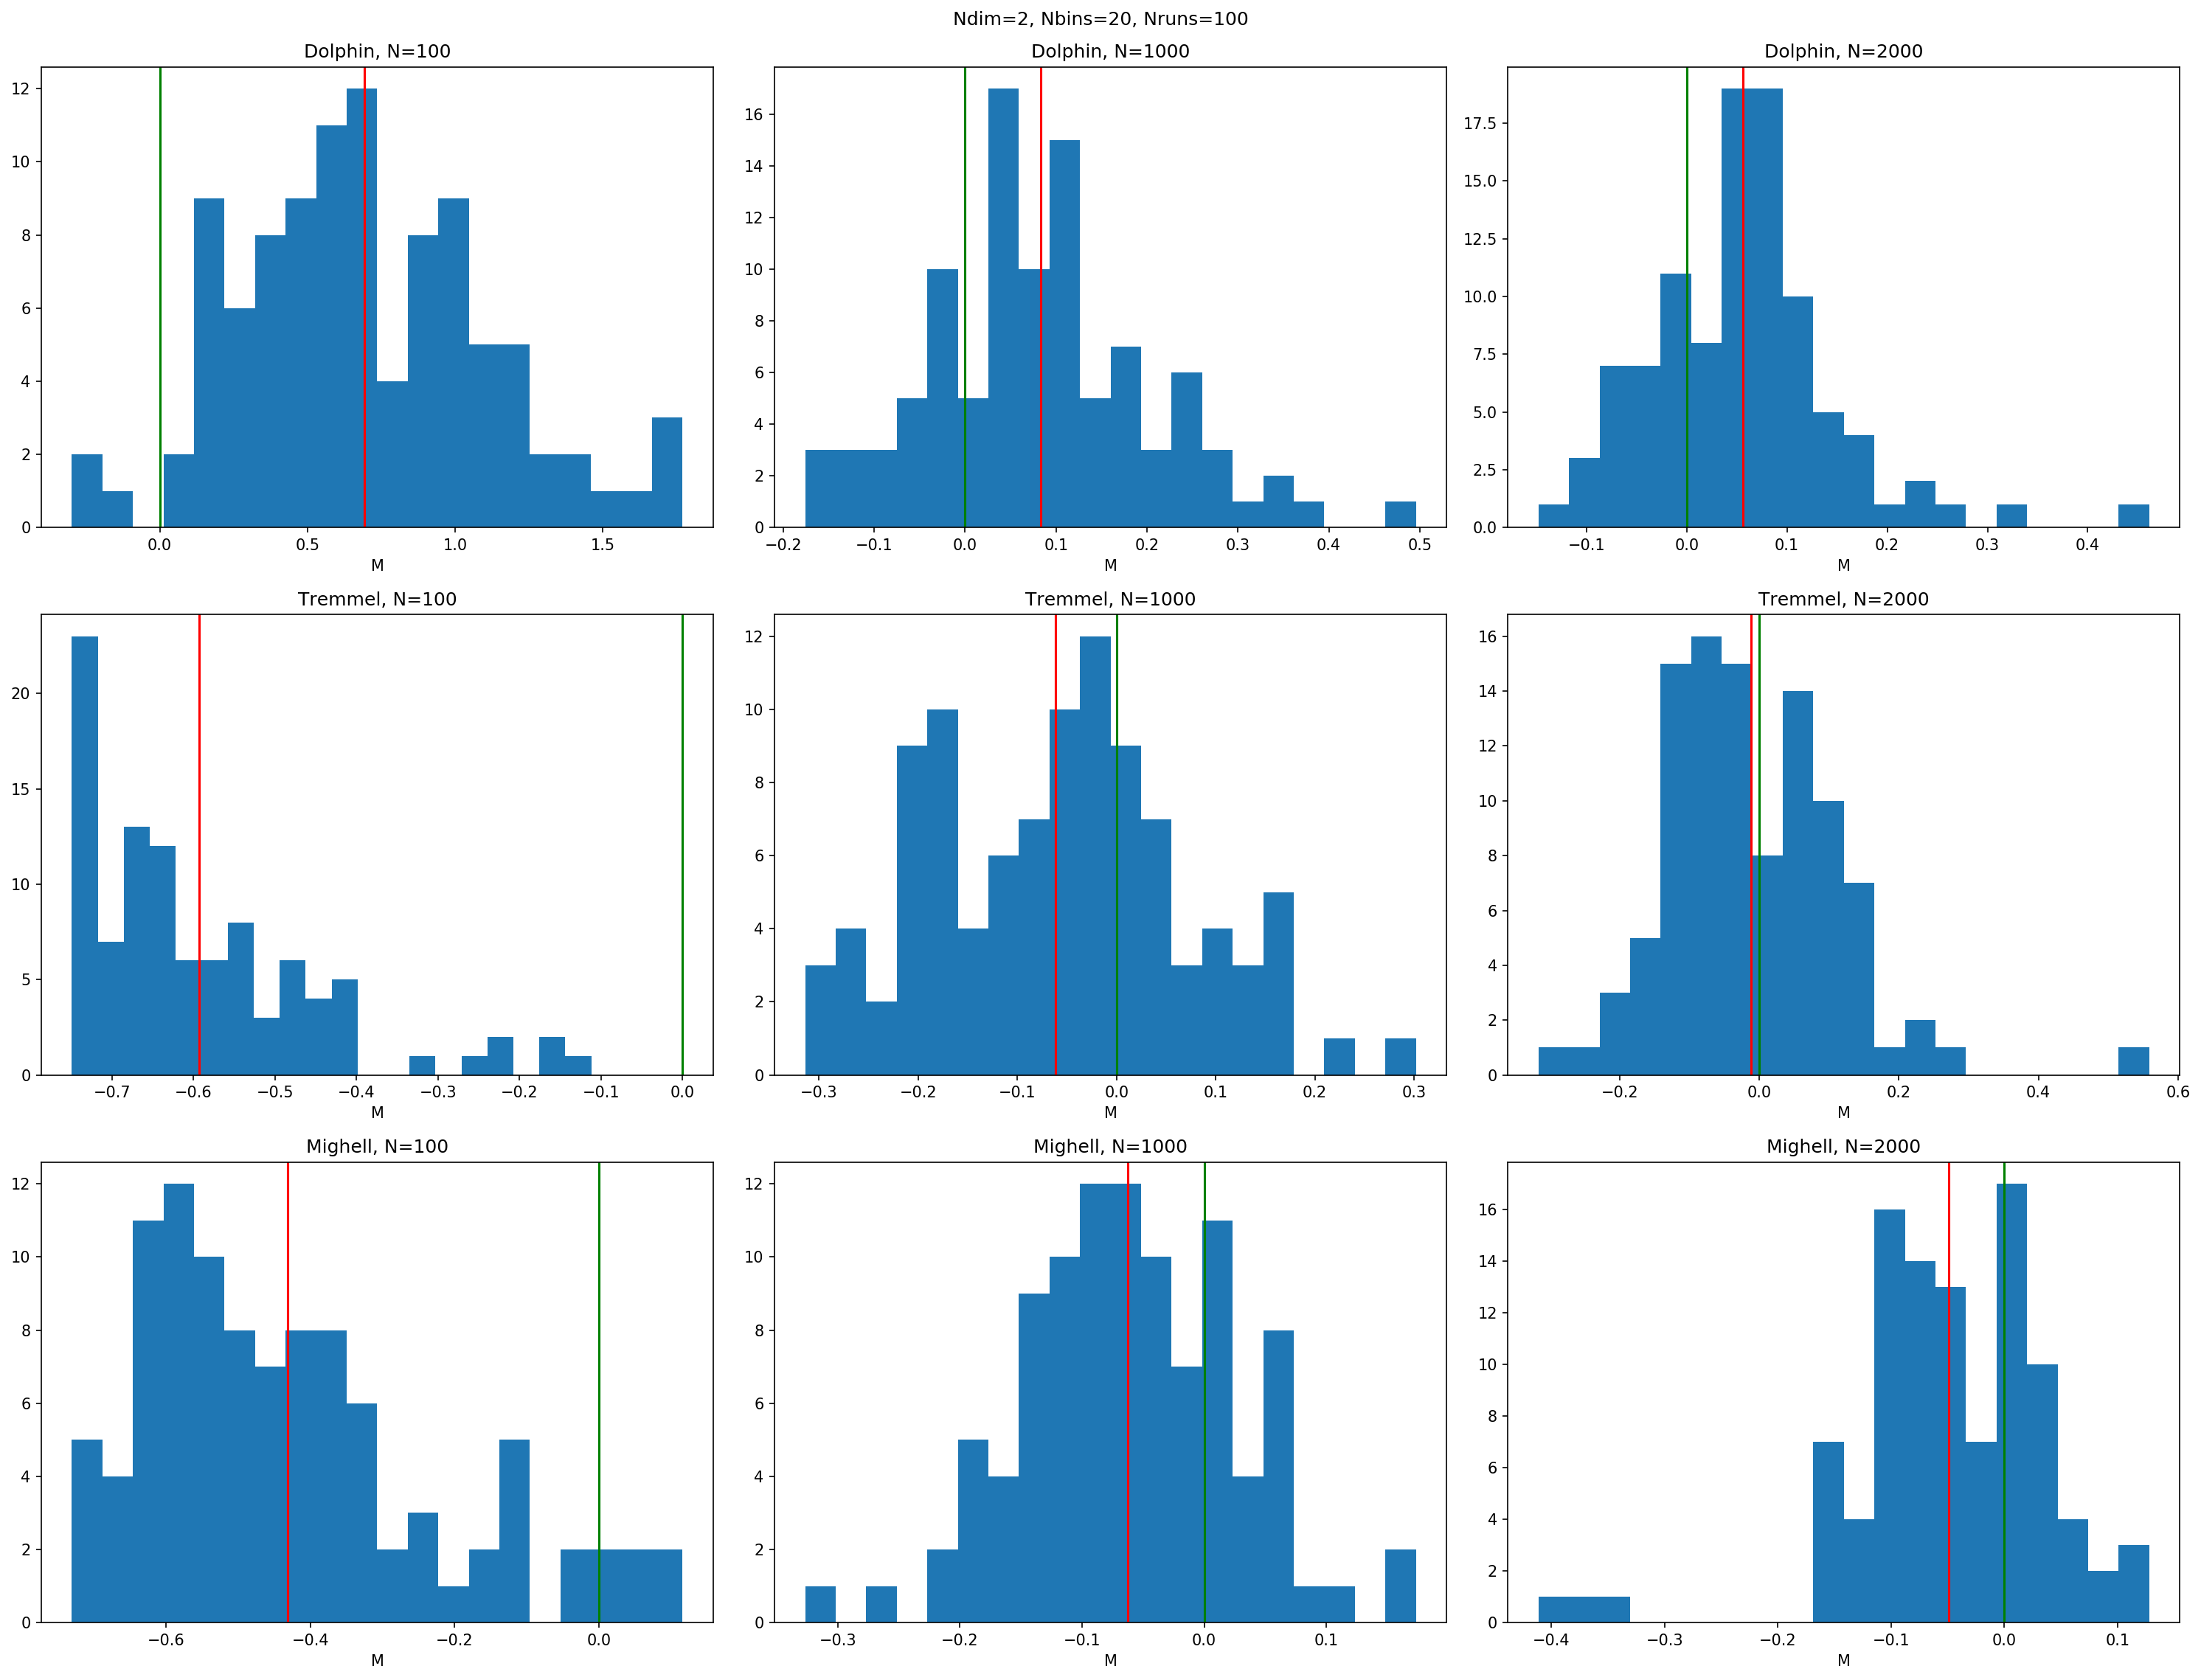 Ndim=2, Nbins=20, Nruns=100
Dolphin, N=100
12
10
8
6
4
2
0
0.0 0.5 1.0 1.5
M
Dolphin, N=1000
16
14
12
10
8
6
4
2
0
−0.2 −0.1 0.0 0.1 0.2 0.3 0.4 0.5
M
Dolphin, N=2000
17.5
15.0
12.5
10.0
7.5
5.0
2.5
0.0
−0.1 0.0 0.1 0.2 0.3 0.4
M
Tremmel, N=100
20
15
10
5
0
−0.7 −0.6 −0.5 −0.4 −0.3 −0.2 −0.1 0.0
M
Tremmel, N=1000
12
10
8
6
4
2
0
−0.3 −0.2 −0.1 0.0 0.1 0.2 0.3
M
Tremmel, N=2000
16
14
12
10
8
6
4
2
0
−0.2 0.0 0.2 0.4 0.6
M
Mighell, N=100
12
10
8
6
4
2
0
−0.6 −0.4 −0.2 0.0
M
Mighell, N=1000
12
10
8
6
4
2
0
−0.3 −0.2 −0.1 0.0 0.1
M
Mighell, N=2000
16
14
12
10
8
6
4
2
0
−0.4 −0.3 −0.2 −0.1 0.0 0.1
M